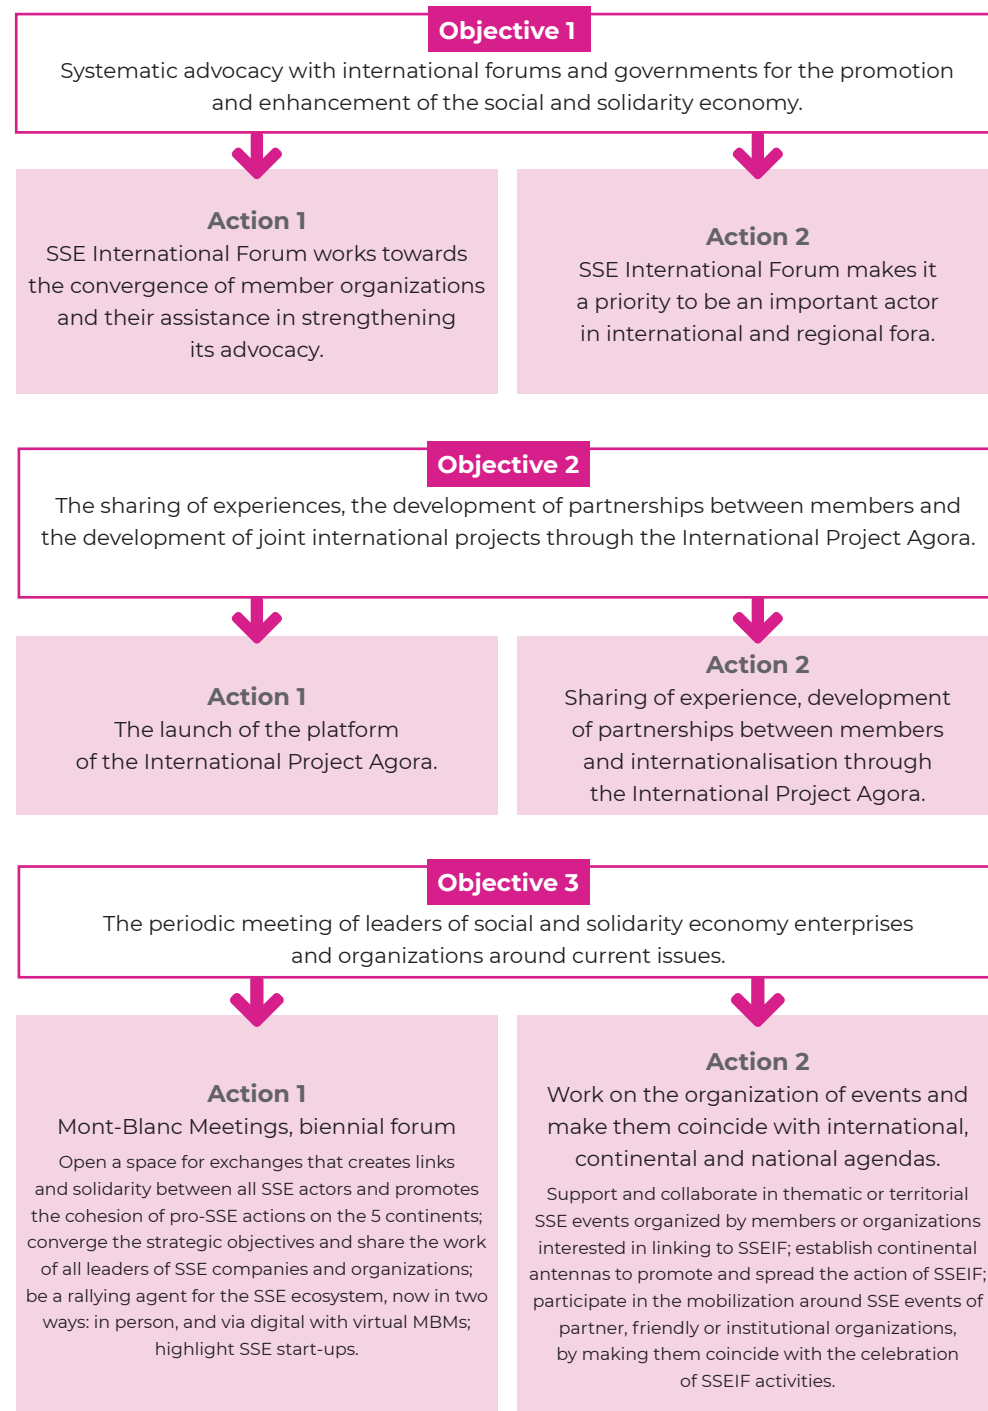 Objective 1
Systematic advocacy with international forums and governments for the promotion
and enhancement of the social and solidarity economy.
Action 1
SSE International Forum works towards
the convergence of member organizations
and their assistance in strengthening
its advocacy.
Action 2
SSE International Forum makes it
a priority to be an important actor
in international and regional fora.
Objective 2
The sharing of experiences, the development of partnerships between members and
the development of joint international projects through the International Project Agora.
Action 1
The launch of the platform
of the International Project Agora.
Action 2
Sharing of experience, development
of partnerships between members
and internationalisation through
the International Project Agora.
Objective 3
The periodic meeting of leaders of social and solidarity economy enterprises
and organizations around current issues.
Action 1
Mont-Blanc Meetings, biennial forum
Open a space for exchanges that creates links
and solidarity between all SSE actors and promotes
the cohesion of pro-SSE actions on the 5 continents;
converge the strategic objectives and share the work
of all leaders of SSE companies and organizations;
be a rallying agent for the SSE ecosystem, now in two
ways: in person, and via digital with virtual MBMs;
highlight SSE start-ups.
Action 2
Work on the organization of events and
make them coincide with international,
continental and national agendas.
Support and collaborate in thematic or territorial
SSE events organized by members or organizations
interested in linking to SSEIF; establish continental
antennas to promote and spread the action of SSEIF;
participate in the mobilization around SSE events of
partner, friendly or institutional organizations,
by making them coincide with the celebration
of SSEIF activities.